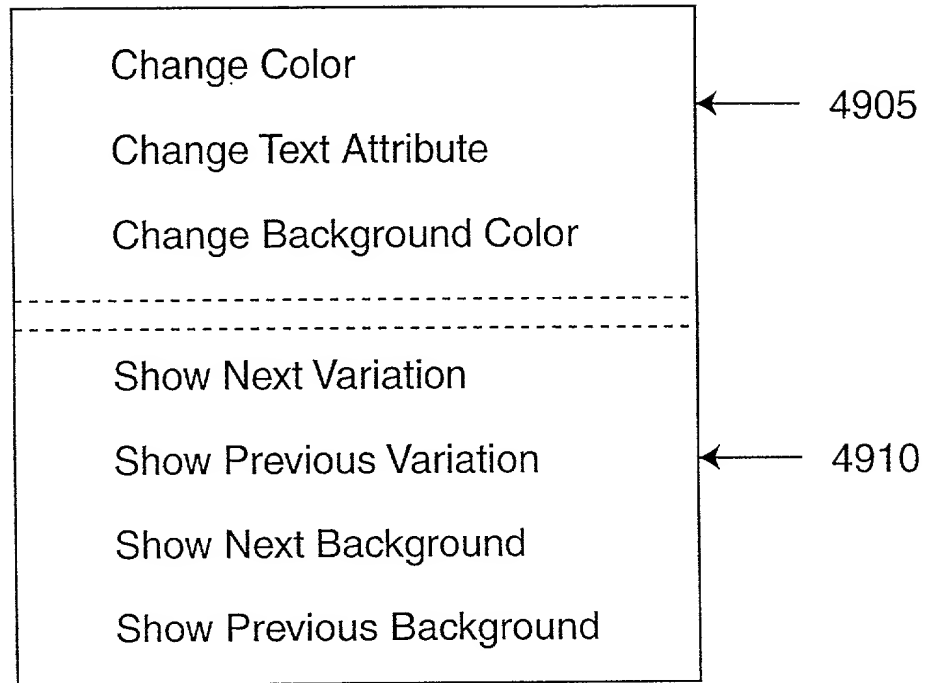 Change Color
4905
Change Text Attribute
Change Background Color
Show Next Variation
Show Previous Variation
4910
Show Next Background
Show Previous Background